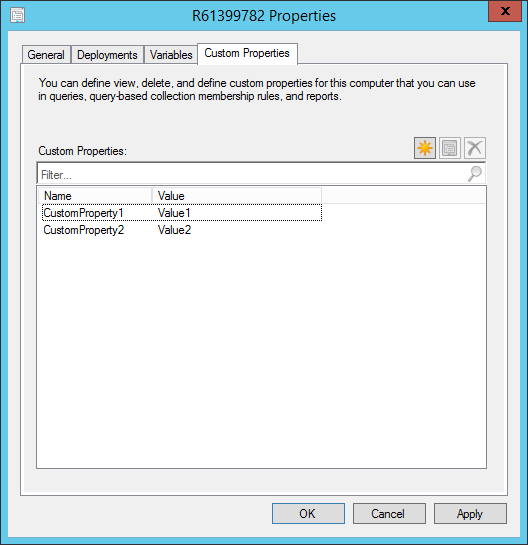 R61399782 Properties
X
General Deployments Variables Custom Properties
You can define view, delete, and define custom properties for this computer that you can use
in queries, query-based collection membership rules, and reports.
Custom Properties:
Filter...
Name Value
CustomProperty1 Value1
CustomProperty2 Value2
OK Cancel Apply